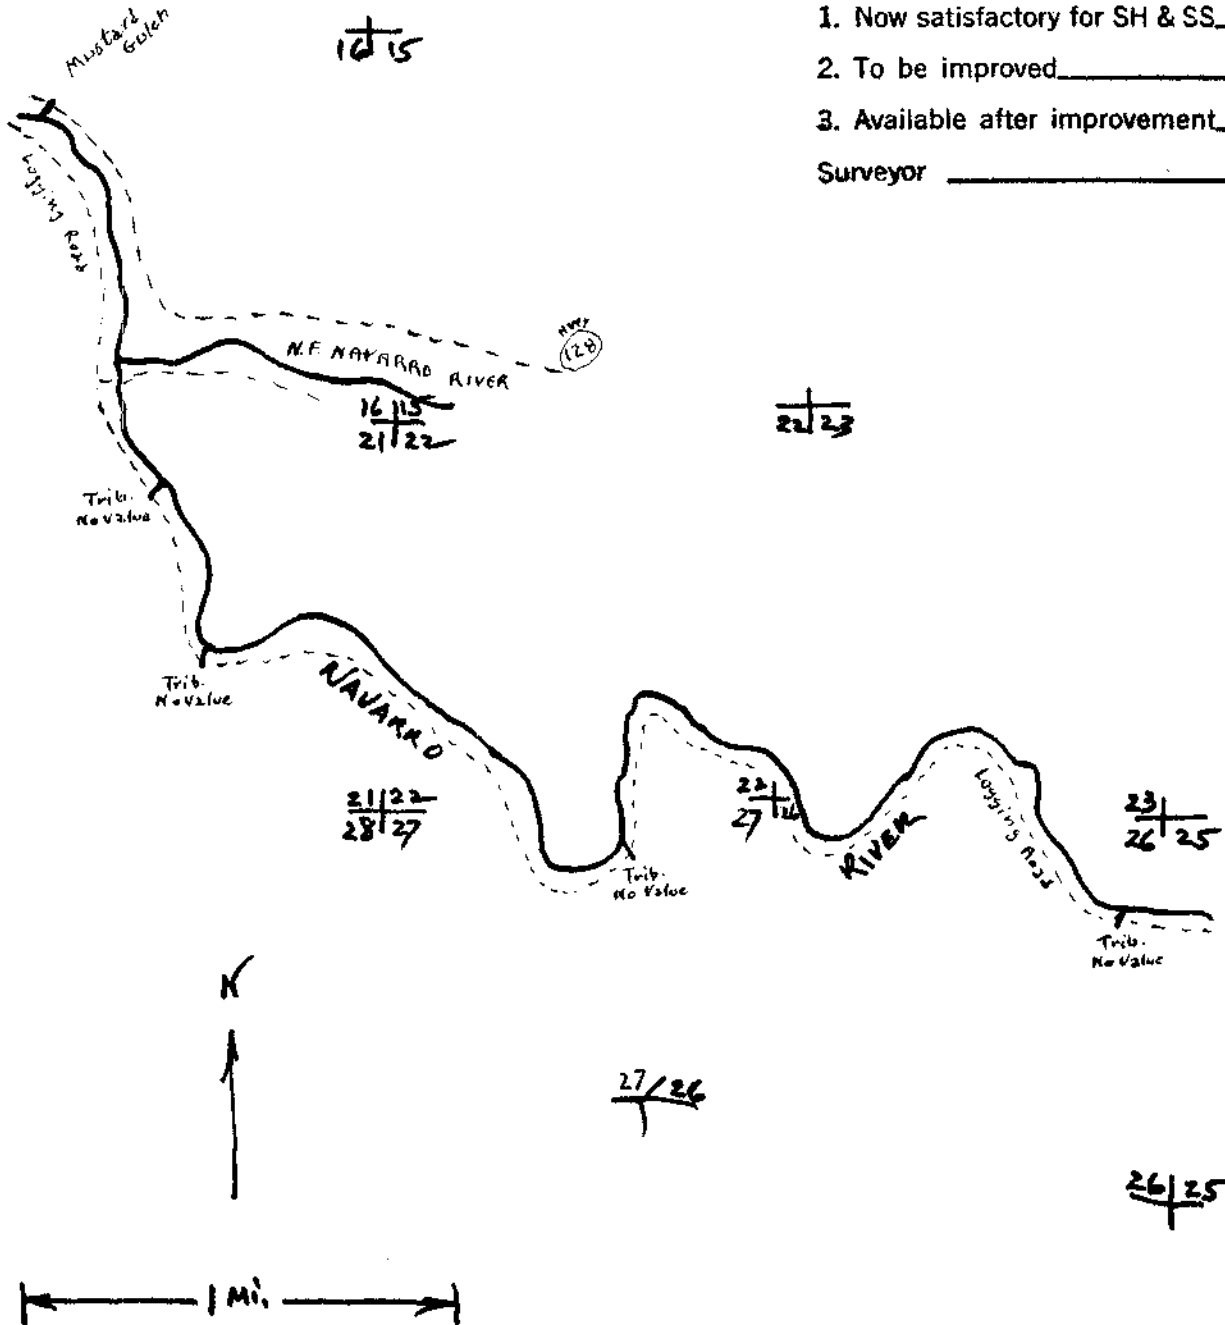 1. Now satisfactory for SH & SS
2. To be improved
3. Available after improvement
Surveyor
Mustard
Gulch
16 15
Logging Road
HWY
128
N.F. NAVARRO RIVER
16 15
21 22
22 23
Trib.
No Value
Trib.
No Value
NAVARRO
21 22
28 27
22
27 26
RIVER
Logging Road
23
26 25
Trib.
No Value
Trib.
No Value
N
27 26
26 25
1 Mi.